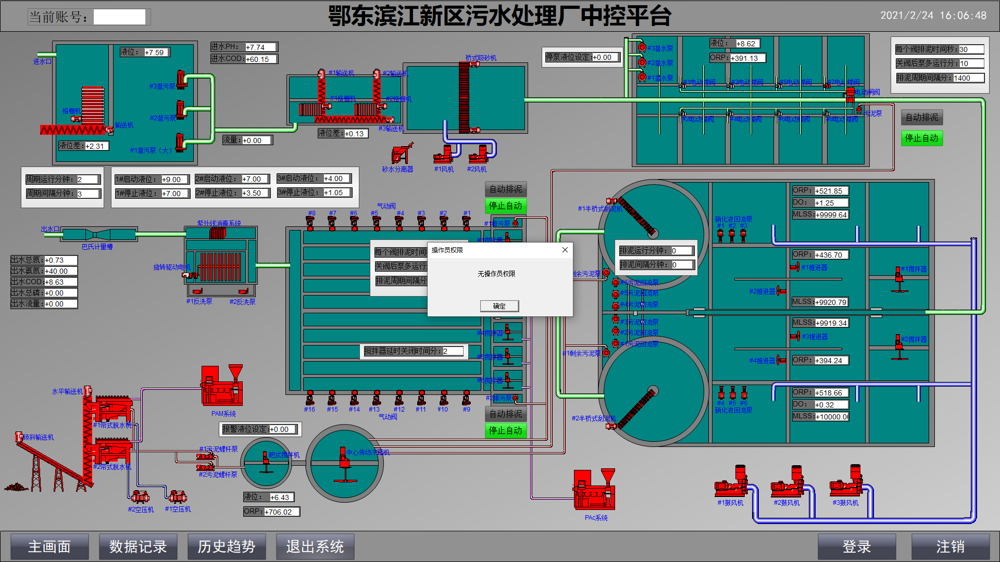 当前账号：
鄂东滨江新区污水处理厂中控平台
2021/2/24 16:06:48
进水口
液位： +7.59
进水PH： +7.74
进水COD： +60.15
#3潜污泵
#2潜污泵
#1潜污泵（大）
格栅机
输送机
液位差： +2.31
流量： +0.00
#1输送机
#2输送机
#1格栅机
#2格栅机
#3输送机
液位差： +0.13
桥式吸砂机
砂水分离器
#1风机
#2风机
停泵液位设定： +0.00
#3潜水泵
#2潜水泵
#1潜水泵
液位： +8.62
ORP： +391.13
#1电动蝶阀
#3电动蝶阀
#5电动蝶阀
#7电动蝶阀
#2电动蝶阀
#4电动蝶阀
#6电动蝶阀
#8电动蝶阀
电动闸阀
污泥泵
每个阀排泥时间秒： 30
关阀后泵多运行分： 10
排泥周期间隔分： 1400
自动排泥
停止自动
周期运行分钟： 2
周期间隔分钟： 3
1#启动液位： +9.00
2#启动液位： +7.00
3#启动液位： +4.00
1#停止液位： +7.00
2#停止液位： +3.50
3#停止液位： +1.05
出水口
巴氏计量槽
紫外线消毒系统
旋转驱动电机
#1反洗泵
#2反洗泵
出水总氮： +0.73
出水氨氮： +40.00
出水COD： +8.63
出水总磷： +0.00
出水流量： +0.00
气动阀
#8 #7 #6 #5 #4 #3 #2 #1
自动排泥
停止自动
#1排污泵
#1搅拌器
每个阀排泥时间
关阀后泵多运行
排泥周期间隔分
操作员权限
无操作员权限
确定
#4搅拌器
#5搅拌器
#6搅拌器
搅拌器延时关闭时间分： 2
#2排污泵
#16 #15 #14 #13 #12 #11 #10 #9
气动阀
自动排泥
停止自动
#1半桥式刮泥机
排泥运行分钟： 0
排泥间隔分钟： 0
剩余污泥泵
#6污泥回流泵
#5污泥回流泵
#4污泥回流泵
#3污泥回流泵
#2污泥回流泵
#1污泥回流泵
#1剩余污泥泵
#2半桥式刮泥机
硝化液回流泵
#1 #2 #3
ORP： +521.85
DO： +1.25
MLSS： +9999.64
ORP： +436.70
#1推进器
#2推进器
#1搅拌器
MLSS： +9920.79
MLSS： +9919.34
#3推进器
#4推进器
#2搅拌器
ORP： +394.24
#4 #5 #6
硝化液回流泵
ORP： +518.66
DO： +0.32
MLSS： +10000.0
水平输送机
#1带式脱水机
#2带式脱水机
倾斜输送机
#2空压机
#1空压机
PAM系统
报警液位设定： +0.00
#1污泥螺杆泵
#2污泥螺杆泵
耙式搅拌机
中心传动浓缩机
液位： +6.43
ORP： +706.02
PAc系统
#1鼓风机
#2鼓风机
#3鼓风机
主画面
数据记录
历史趋势
退出系统
登录
注销